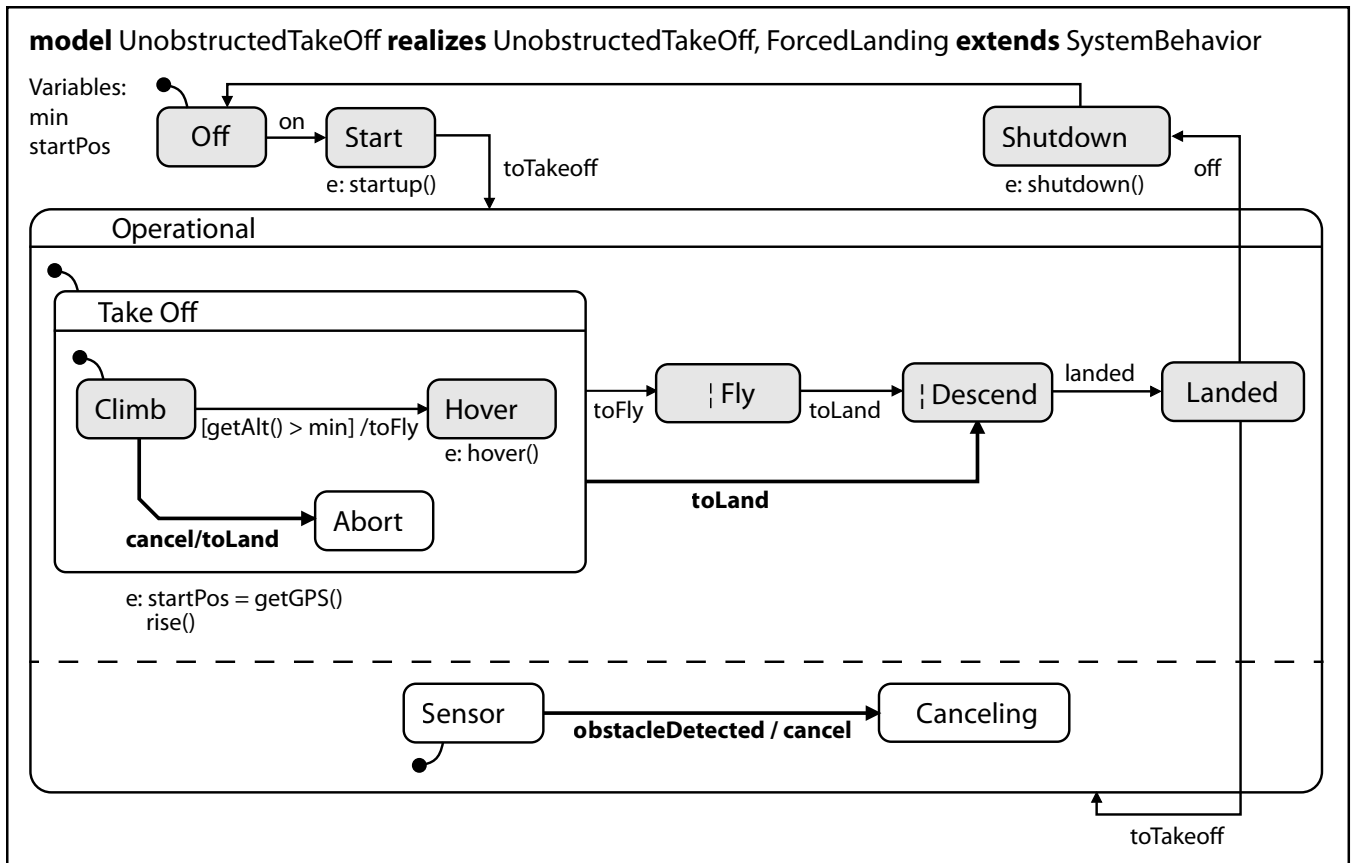 model UnobstructedTakeOff realizes UnobstructedTakeOff, ForcedLanding extends SystemBehavior
Variables:
min
startPos
Off
on
Start
e: startup()
toTakeoff
Shutdown
e: shutdown()
off
Operational
Take Off
Climb
[getAlt() > min] /toFly
Hover
e: hover()
cancel/toLand
Abort
e: startPos = getGPS()
rise()
toFly
¦ Fly
toLand
¦ Descend
landed
Landed
toLand
Sensor
obstacleDetected / cancel
Canceling
toTakeoff